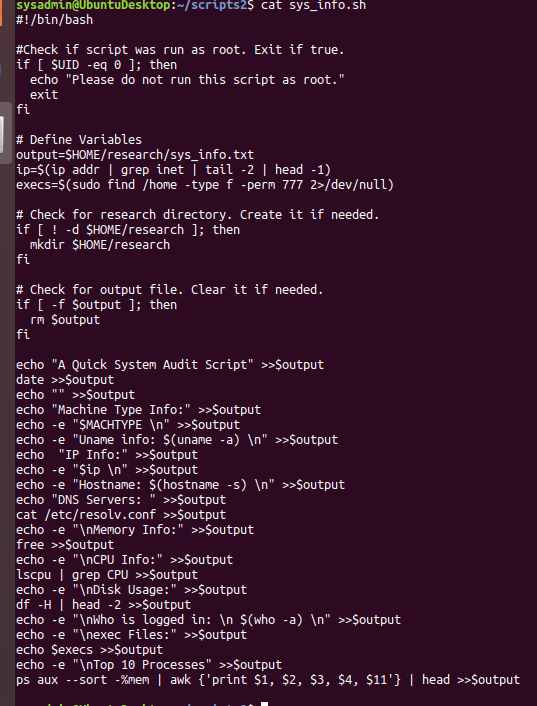 sysadmin@UbuntuDesktop:~/scripts2$ cat sys_info.sh
#!/bin/bash

#Check if script was run as root. Exit if true.
if [ $UID -eq 0 ]; then
  echo "Please do not run this script as root."
  exit
fi

# Define Variables
output=$HOME/research/sys_info.txt
ip=$(ip addr | grep inet | tail -2 | head -1)
execs=$(sudo find /home -type f -perm 777 2>/dev/null)

# Check for research directory. Create it if needed.
if [ ! -d $HOME/research ]; then
  mkdir $HOME/research
fi

# Check for output file. Clear it if needed.
if [ -f $output ]; then
  rm $output
fi

echo "A Quick System Audit Script" >>$output
date >>$output
echo "" >>$output
echo "Machine Type Info:" >>$output
echo -e "$MACHTYPE \n" >>$output
echo -e "Uname info: $(uname -a) \n" >>$output
echo  "IP Info:" >>$output
echo -e "$ip \n" >>$output
echo -e "Hostname: $(hostname -s) \n" >>$output
echo "DNS Servers: " >>$output
cat /etc/resolv.conf >>$output
echo -e "\nMemory Info:" >>$output
free >>$output
echo -e "\nCPU Info:" >>$output
lscpu | grep CPU >>$output
echo -e "\nDisk Usage:" >>$output
df -H | head -2 >>$output
echo -e "\nWho is logged in: \n $(who -a) \n" >>$output
echo -e "\nexec Files:" >>$output
echo $execs >>$output
echo -e "\nTop 10 Processes" >>$output
ps aux --sort -%mem | awk {'print $1, $2, $3, $4, $11'} | head >>$output